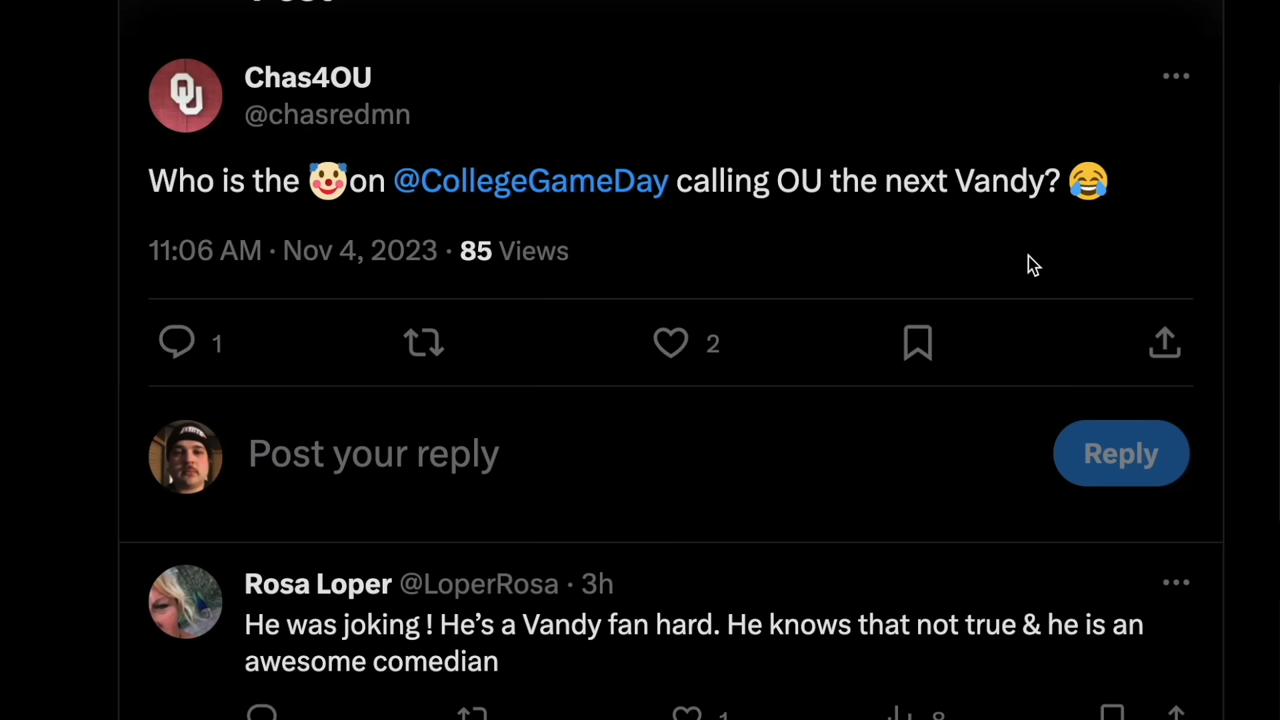 Chas4OU
@chasredmn
Who is the 🤡on @CollegeGameDay calling OU the next Vandy? 😂
11:06 AM · Nov 4, 2023 · 85 Views
1 2
Post your reply
Reply
Rosa Loper @LoperRosa · 3h
He was joking ! He's a Vandy fan hard. He knows that not true & he is an
awesome comedian